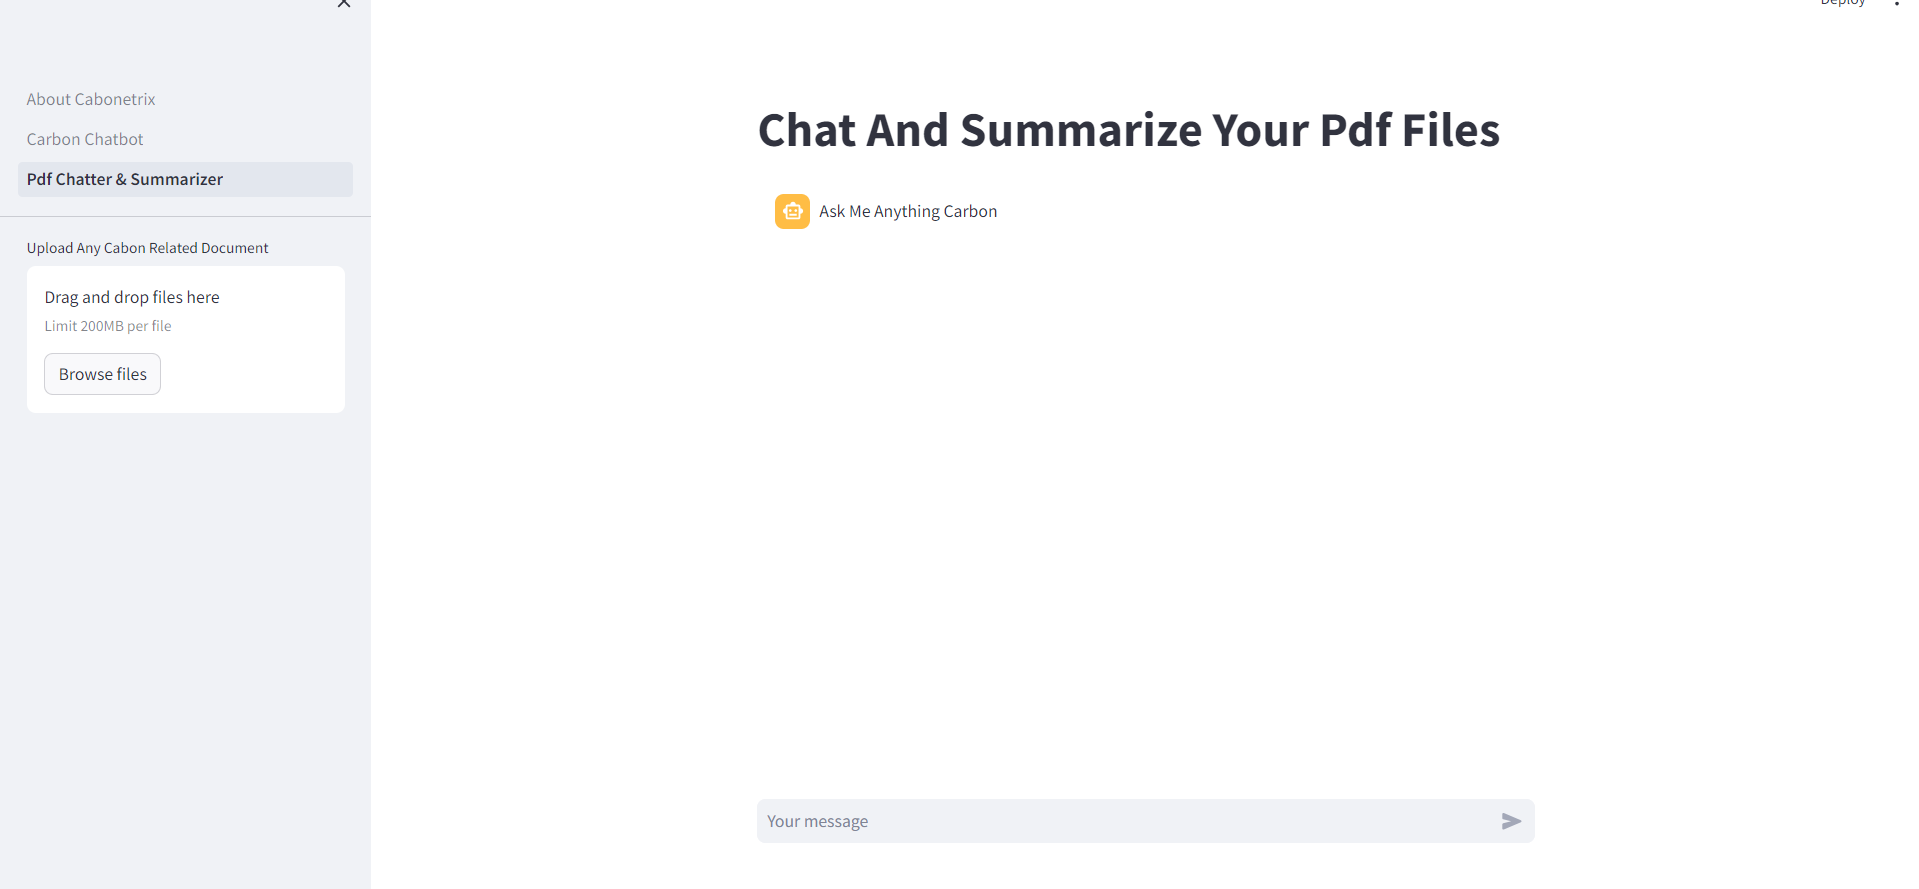 Deploy
About Cabonetrix
Carbon Chatbot
Pdf Chatter & Summarizer
Upload Any Cabon Related Document
Drag and drop files here
Limit 200MB per file
Browse files
Chat And Summarize Your Pdf Files
Ask Me Anything Carbon
Your message